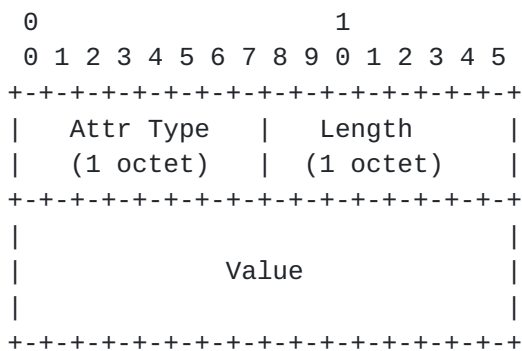 0                   1
 0 1 2 3 4 5 6 7 8 9 0 1 2 3 4 5
+-+-+-+-+-+-+-+-+-+-+-+-+-+-+-+-+
|   Attr Type   |   Length      |
|   (1 octet)   |  (1 octet)    |
+-+-+-+-+-+-+-+-+-+-+-+-+-+-+-+-+
|                               |
|             Value             |
|                               |
+-+-+-+-+-+-+-+-+-+-+-+-+-+-+-+-+